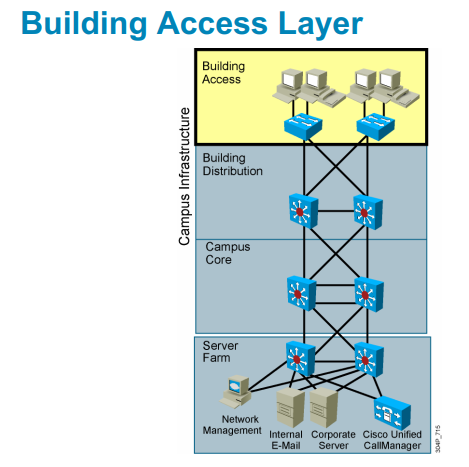 Building Access Layer
Building
Access
Campus Infrastructure
Building
Distribution
Campus
Core
Server
Farm
Network
Management
Internal
E-Mail
Corporate
Server
Cisco Unified
CallManager
304P_715